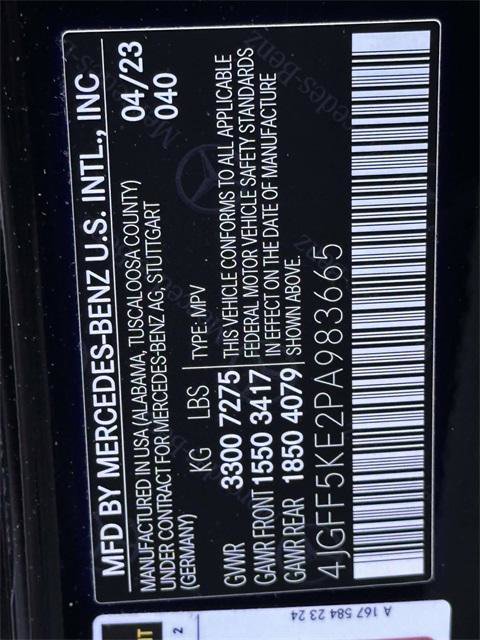 MFD BY MERCEDES-BENZ U.S. INTL., INC
MANUFACTURED IN USA (ALABAMA, TUSCALOOSA COUNTY) 04/23
UNDER CONTRACT FOR MERCEDES-BENZ AG, STUTTGART 040
(GERMANY)
KG LBS TYPE: MPV
GVWR 3300 7275
GAWR FRONT 1550 3417
GAWR REAR 1850 4079
THIS VEHICLE CONFORMS TO ALL APPLICABLE
FEDERAL MOTOR VEHICLE SAFETY STANDARDS
IN EFFECT ON THE DATE OF MANUFACTURE
SHOWN ABOVE.
4JGFF5KE2PA983665
A 167 584 23 24
2